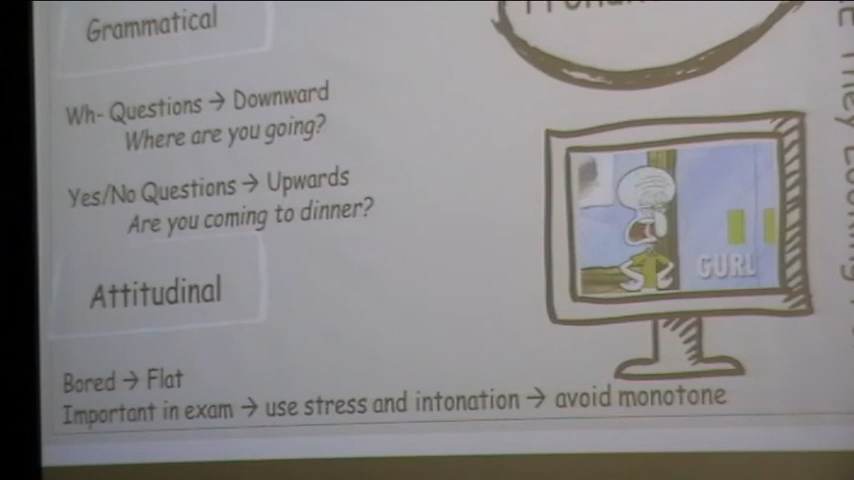 Grammatical
Wh- Questions → Downward
Where are you going?
Yes/No Questions → Upwards
Are you coming to dinner?
Attitudinal
GURL
Bored → Flat
Important in exam → use stress and intonation → avoid monotone
They